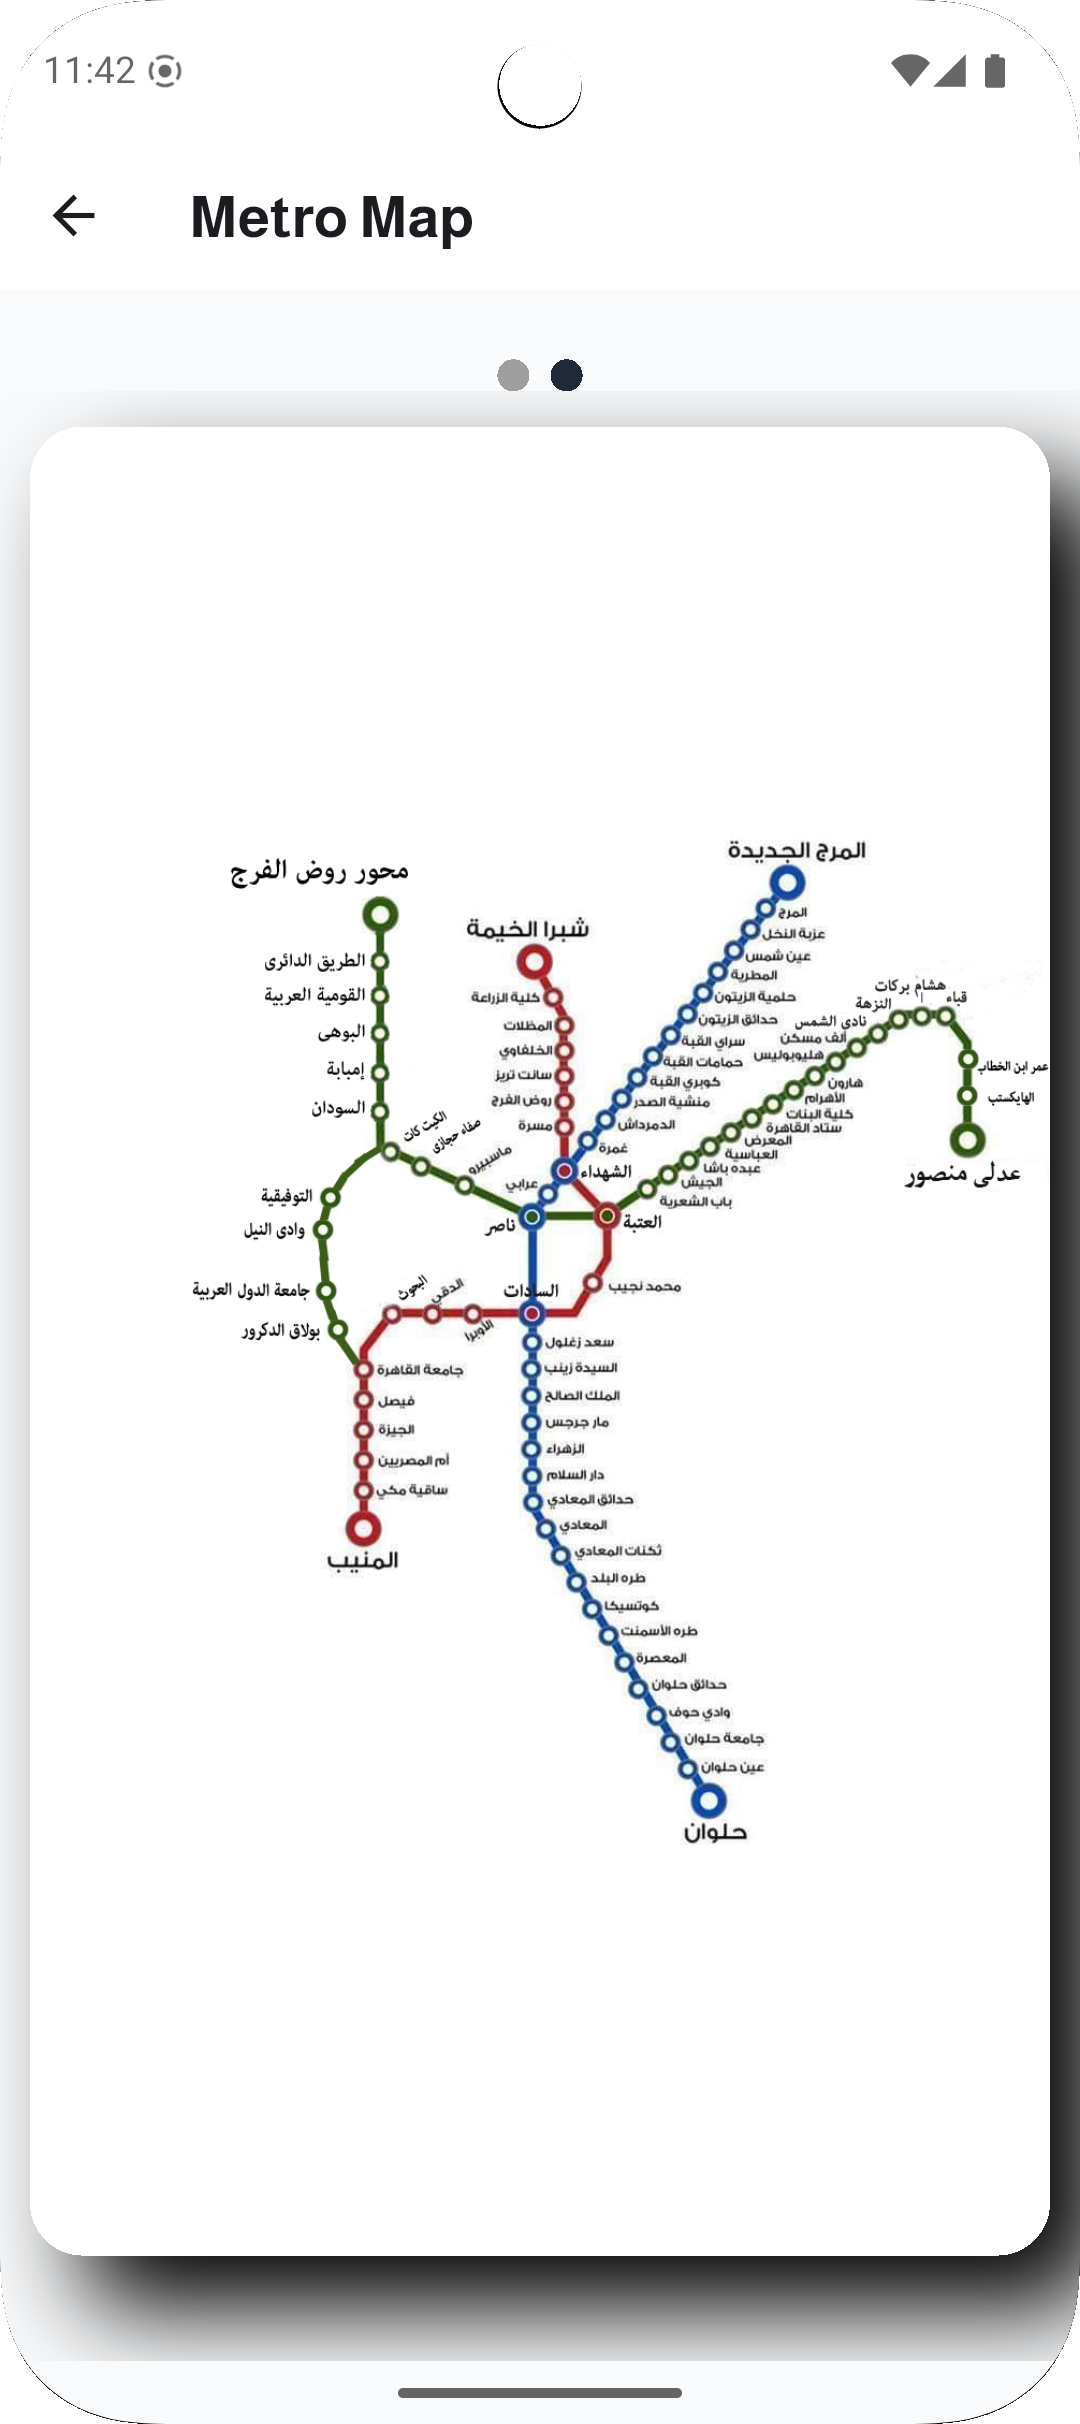 11:42
Metro Map
المرج الجديدة
محور روض الفرج
شبرا الخيمة
المرج
عزبة النخل
عين شمس
المطرية
حلمية الزيتون
حدائق الزيتون
سراي القبة
حمامات القبة
كوبري القبة
منشية الصدر
الدمرداش
غمرة
الشهداء
عرابي
ناصر
السادات
سعد زغلول
السيدة زينب
الملك الصالح
مار جرجس
الزهراء
دار السلام
حدائق المعادي
المعادي
ثكنات المعادي
طره البلد
كوتسيكا
طره الأسمنت
المعصرة
حدائق حلوان
وادي حوف
جامعة حلوان
عين حلوان
حلوان
كلية الزراعة
المظلات
الخلفاوي
سانت تريز
روض الفرج
مسرة
العتبة
محمد نجيب
الأوبرا
الدقي
البحوث
جامعة القاهرة
فيصل
الجيزة
أم المصريين
ساقية مكي
المنيب
الطريق الدائرى
القومية العربية
البوهى
إمبابة
السودان
الكيت كات
صفاء حجازى
ماسبيرو
التوفيقية
وادى النيل
جامعة الدول العربية
بولاق الدكرور
باب الشعرية
الجيش
عبده باشا
العباسية
المعرض
ستاد القاهرة
كلية البنات
الأهرام
هارون
هليوبوليس
ألف مسكن
نادى الشمس
النزهة
هشام بركات
قباء
عمر ابن الخطاب
الهايكستب
عدلى منصور